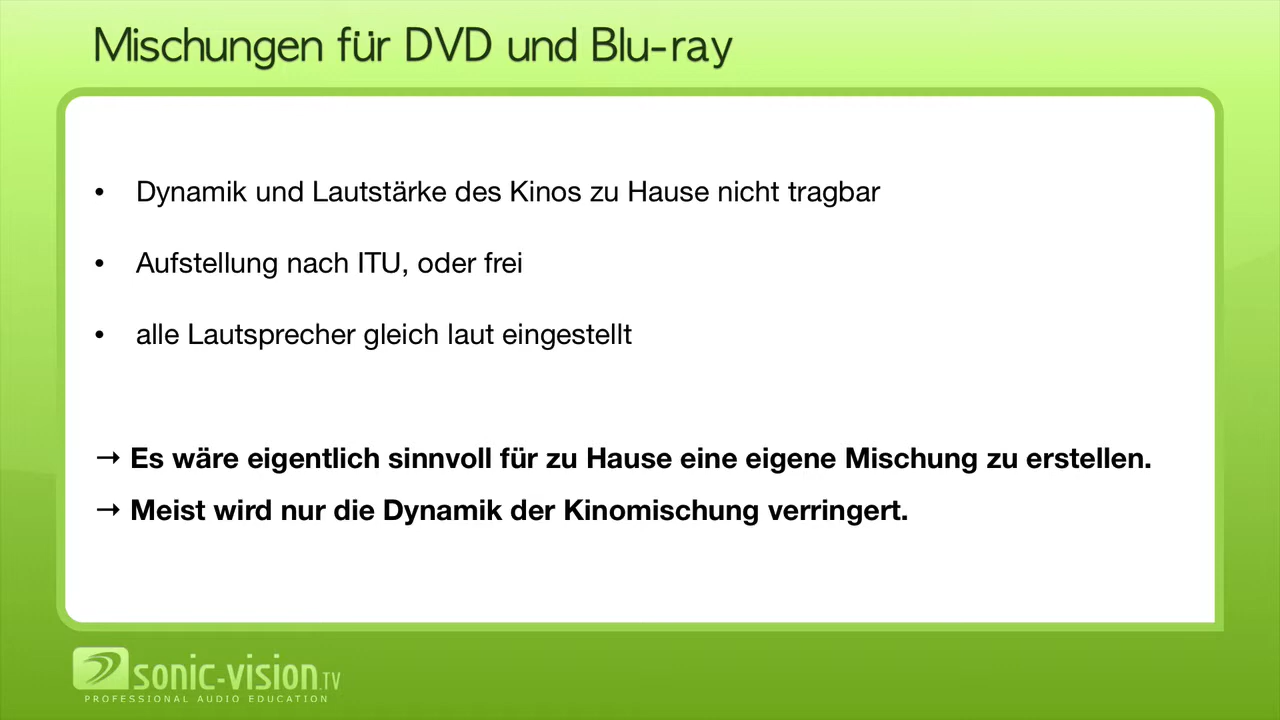 Mischungen für DVD und Blu-ray
• Dynamik und Lautstärke des Kinos zu Hause nicht tragbar
• Aufstellung nach ITU, oder frei
• alle Lautsprecher gleich laut eingestellt
→ Es wäre eigentlich sinnvoll für zu Hause eine eigene Mischung zu erstellen.
→ Meist wird nur die Dynamik der Kinomischung verringert.
sonic-vision.TV
PROFESSIONAL AUDIO EDUCATION